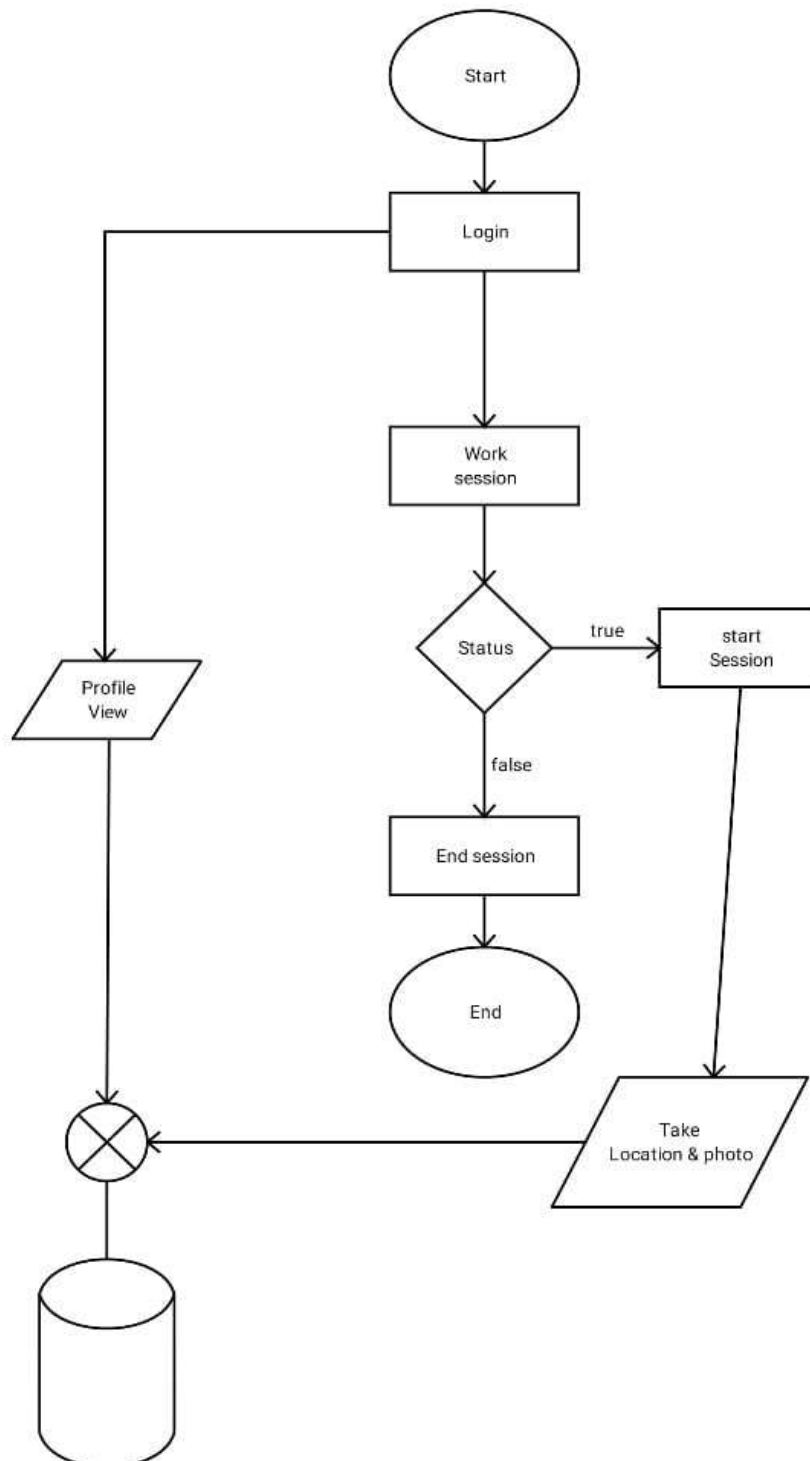 Start
Login
Work
session
Status
true
start
Session
Profile
View
false
End session
End
Take
Location & photo